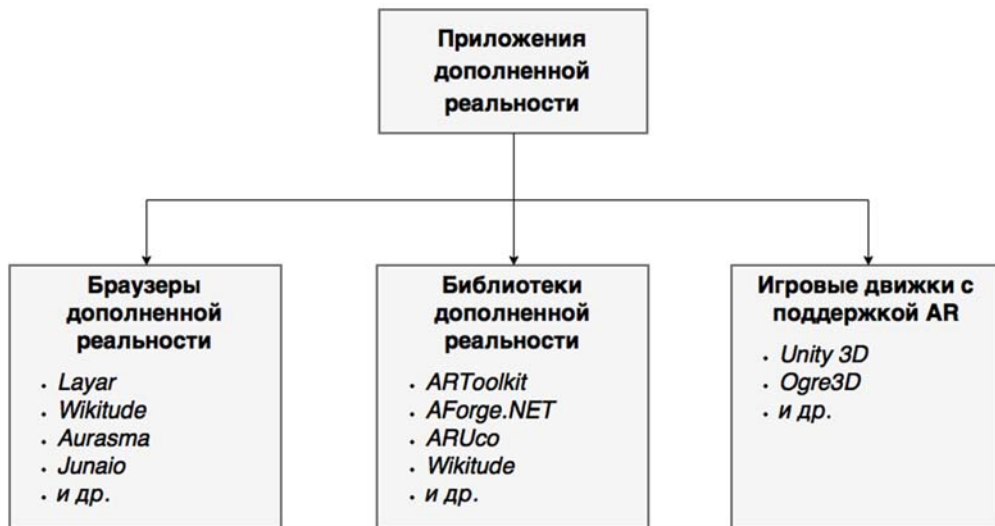 Приложения
дополненной
реальности
Браузеры
дополненной
реальности
• Layar
• Wikitude
• Aurasma
• Junaio
• и др.
Библиотеки
дополненной
реальности
• ARToolkit
• AForge.NET
• ARUco
• Wikitude
• и др.
Игровые движки с
поддержкой AR
• Unity 3D
• Ogre3D
• и др.